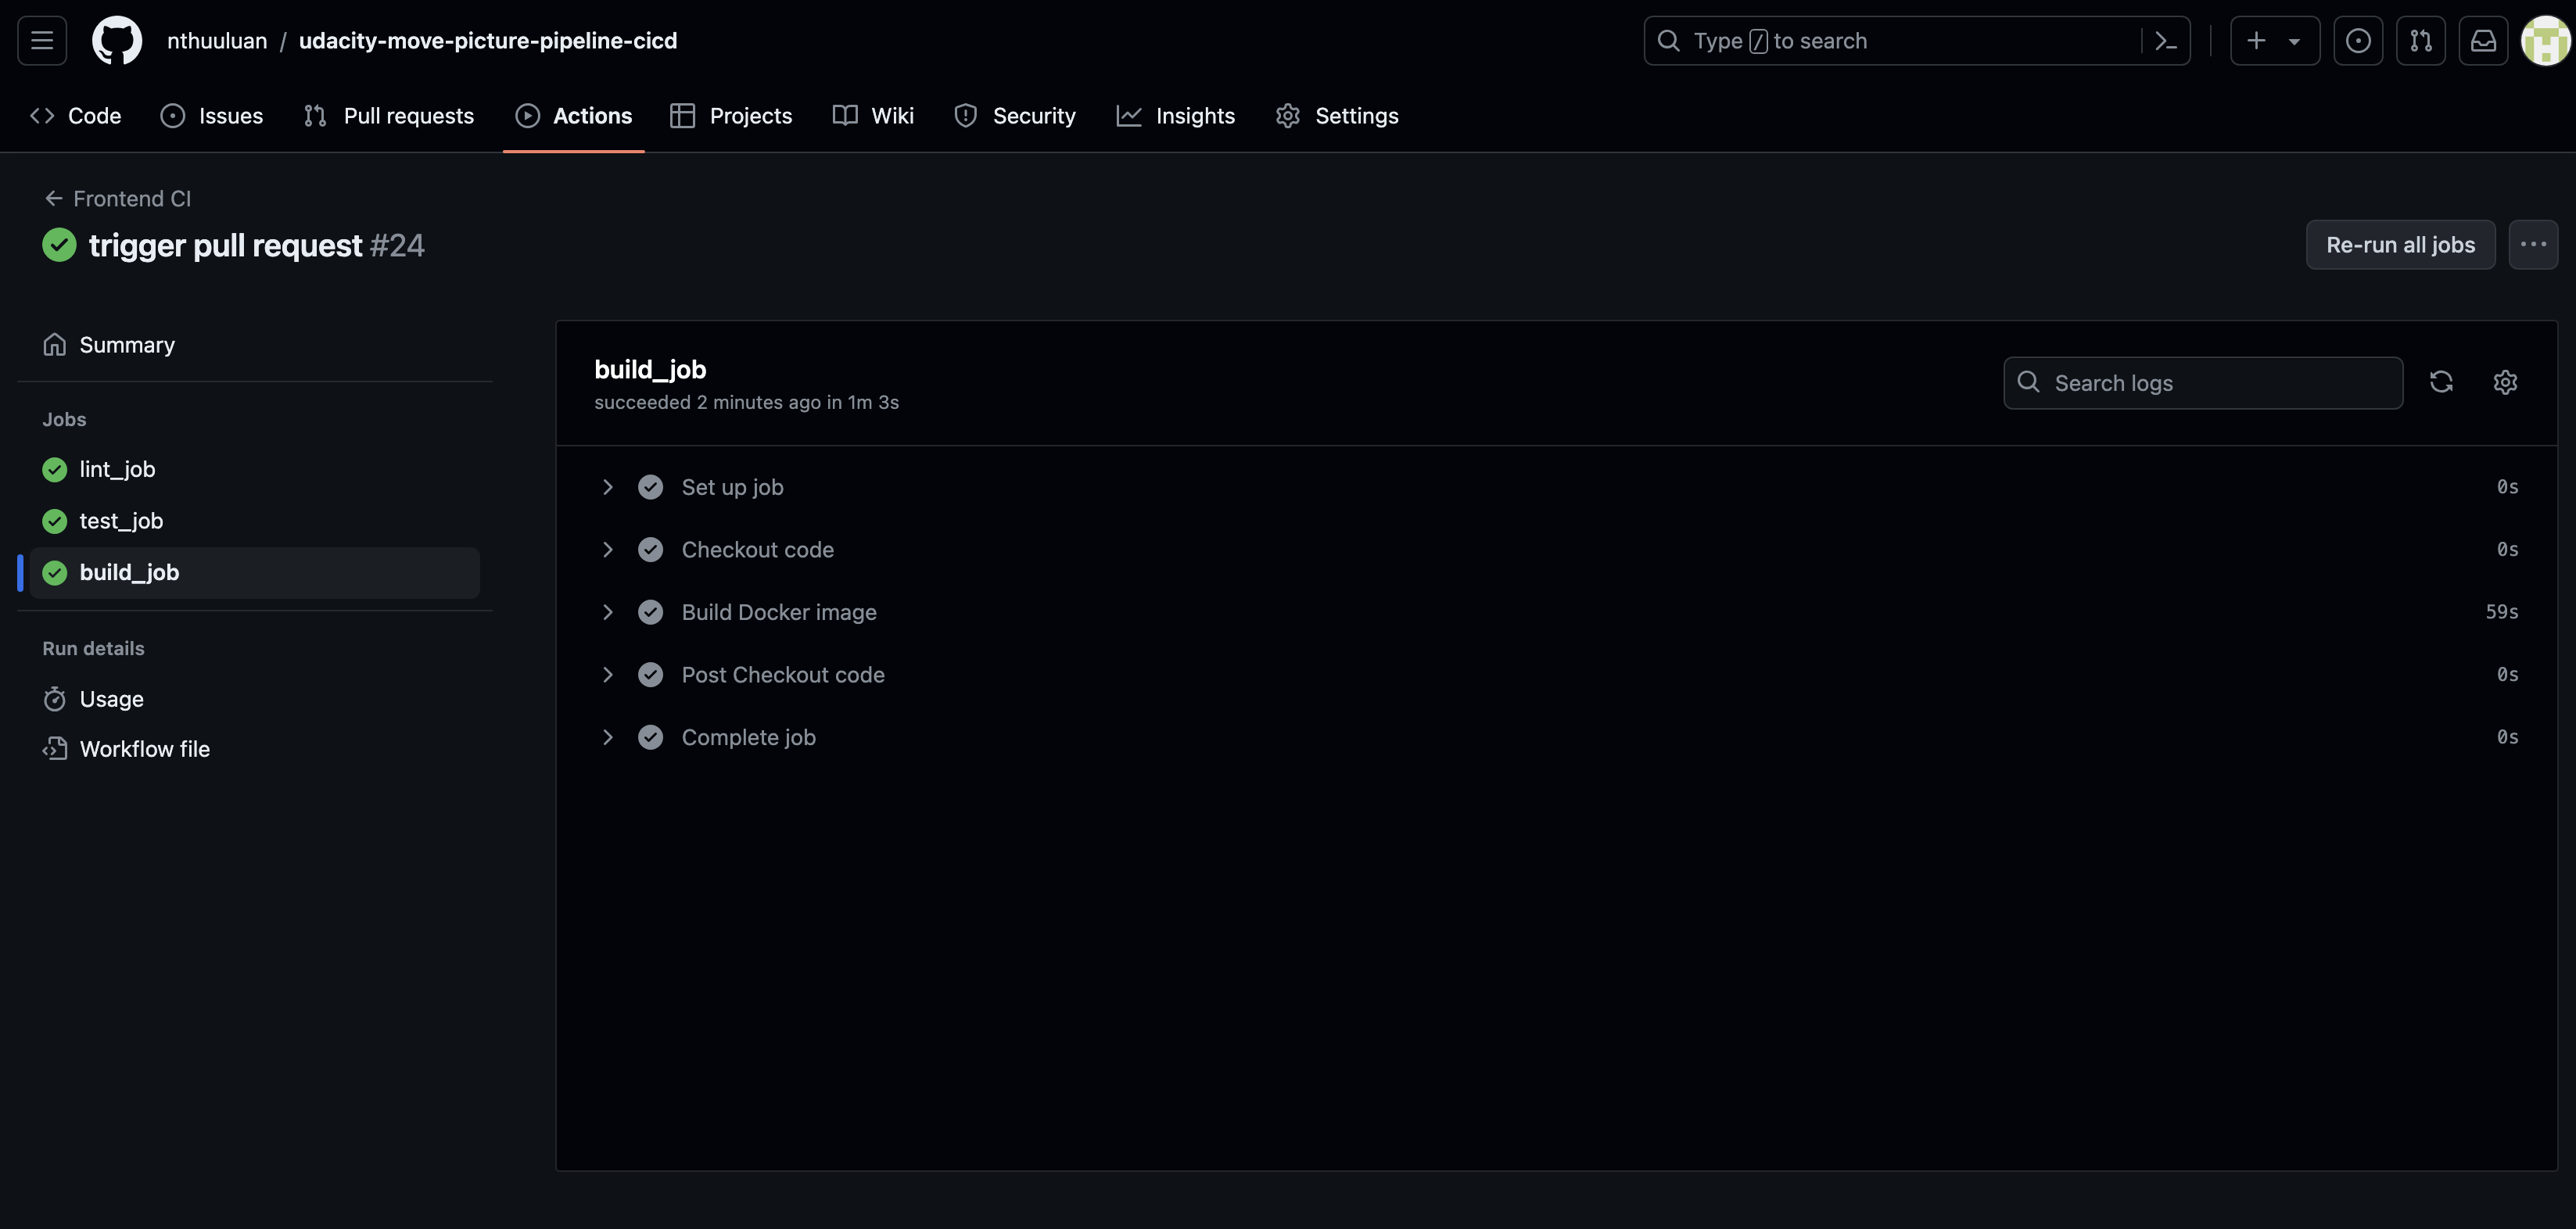 nthuuluan / udacity-move-picture-pipeline-cicd
Type / to search
Code Issues Pull requests Actions Projects Wiki Security Insights Settings
Frontend CI
trigger pull request #24
Re-run all jobs
Summary
Jobs
lint_job
test_job
build_job
Run details
Usage
Workflow file
build_job
succeeded 2 minutes ago in 1m 3s
Search logs
Set up job 0s
Checkout code 0s
Build Docker image 59s
Post Checkout code 0s
Complete job 0s